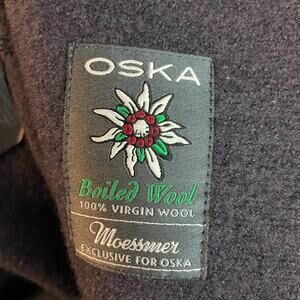 OSKA
Boiled Wool
100% VIRGIN WOOL
Moessmer
EXCLUSIVE FOR OSKA